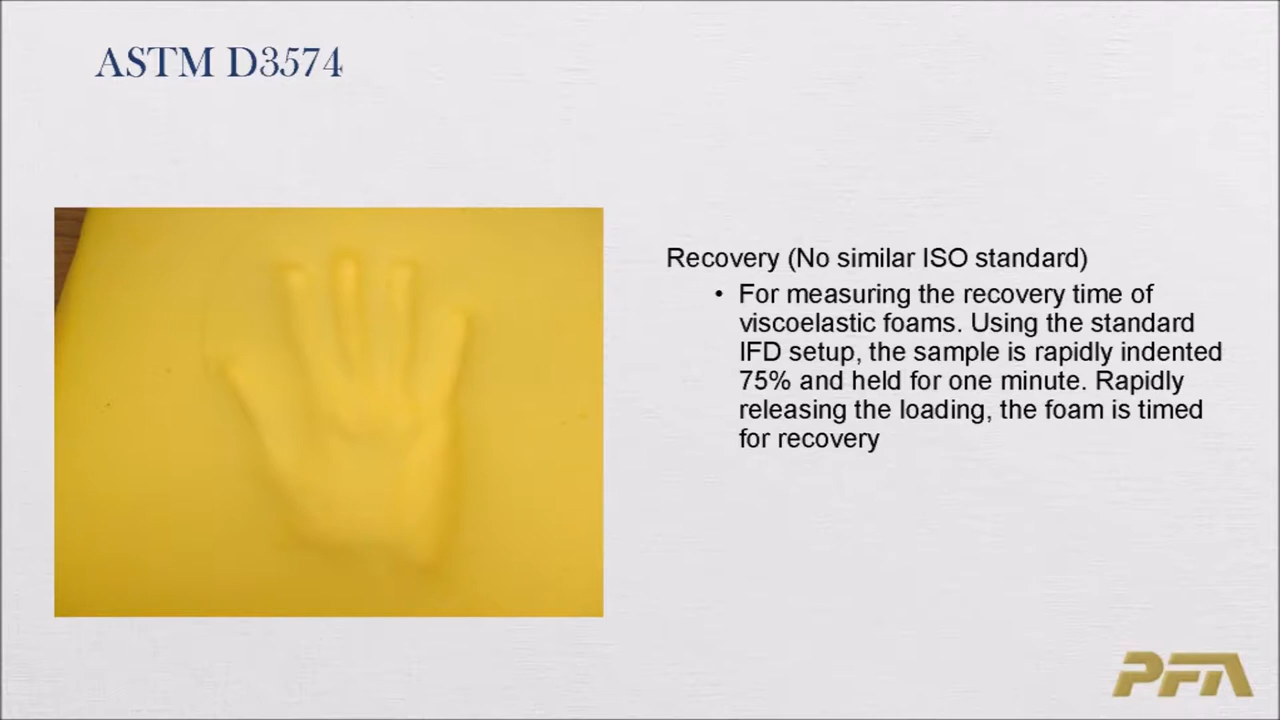 ASTM D3574
Recovery (No similar ISO standard)
• For measuring the recovery time of
viscoelastic foams. Using the standard
IFD setup, the sample is rapidly indented
75% and held for one minute. Rapidly
releasing the loading, the foam is timed
for recovery
PFA